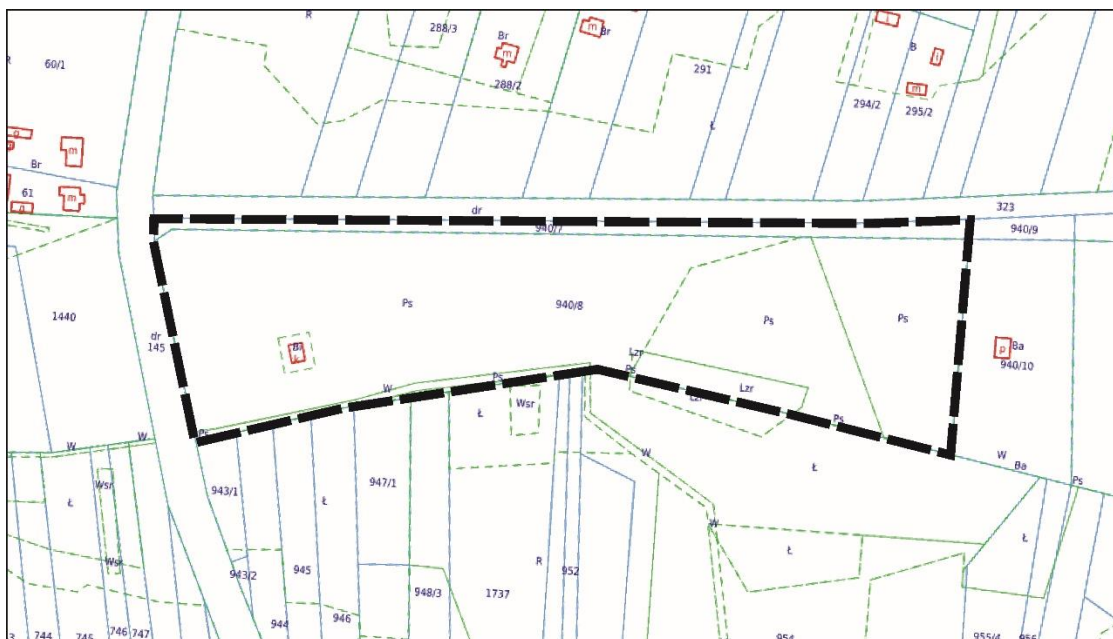 R
288/3
Br
m
m
Br
i
B
i
R
60/1
291
288/2
m
294/2
295/2
Ł
g
m
Br
61
m
g
dr
323
940/7
940/9
1440
Ps
940/8
Ps
Ps
dr
145
Lzr
p
Ba
940/10
Ps
Ps
W
Lzr
Ps
Ps
W
W
Ł
Wsr
W
W
Ba
Ps
Ł
943/1
Ł
947/1
Wsr
Ł
W
Ł
Ł
Wsr
943/2
945
R
952
948/3
1737
744
745
746
747
944
946
954
955/4